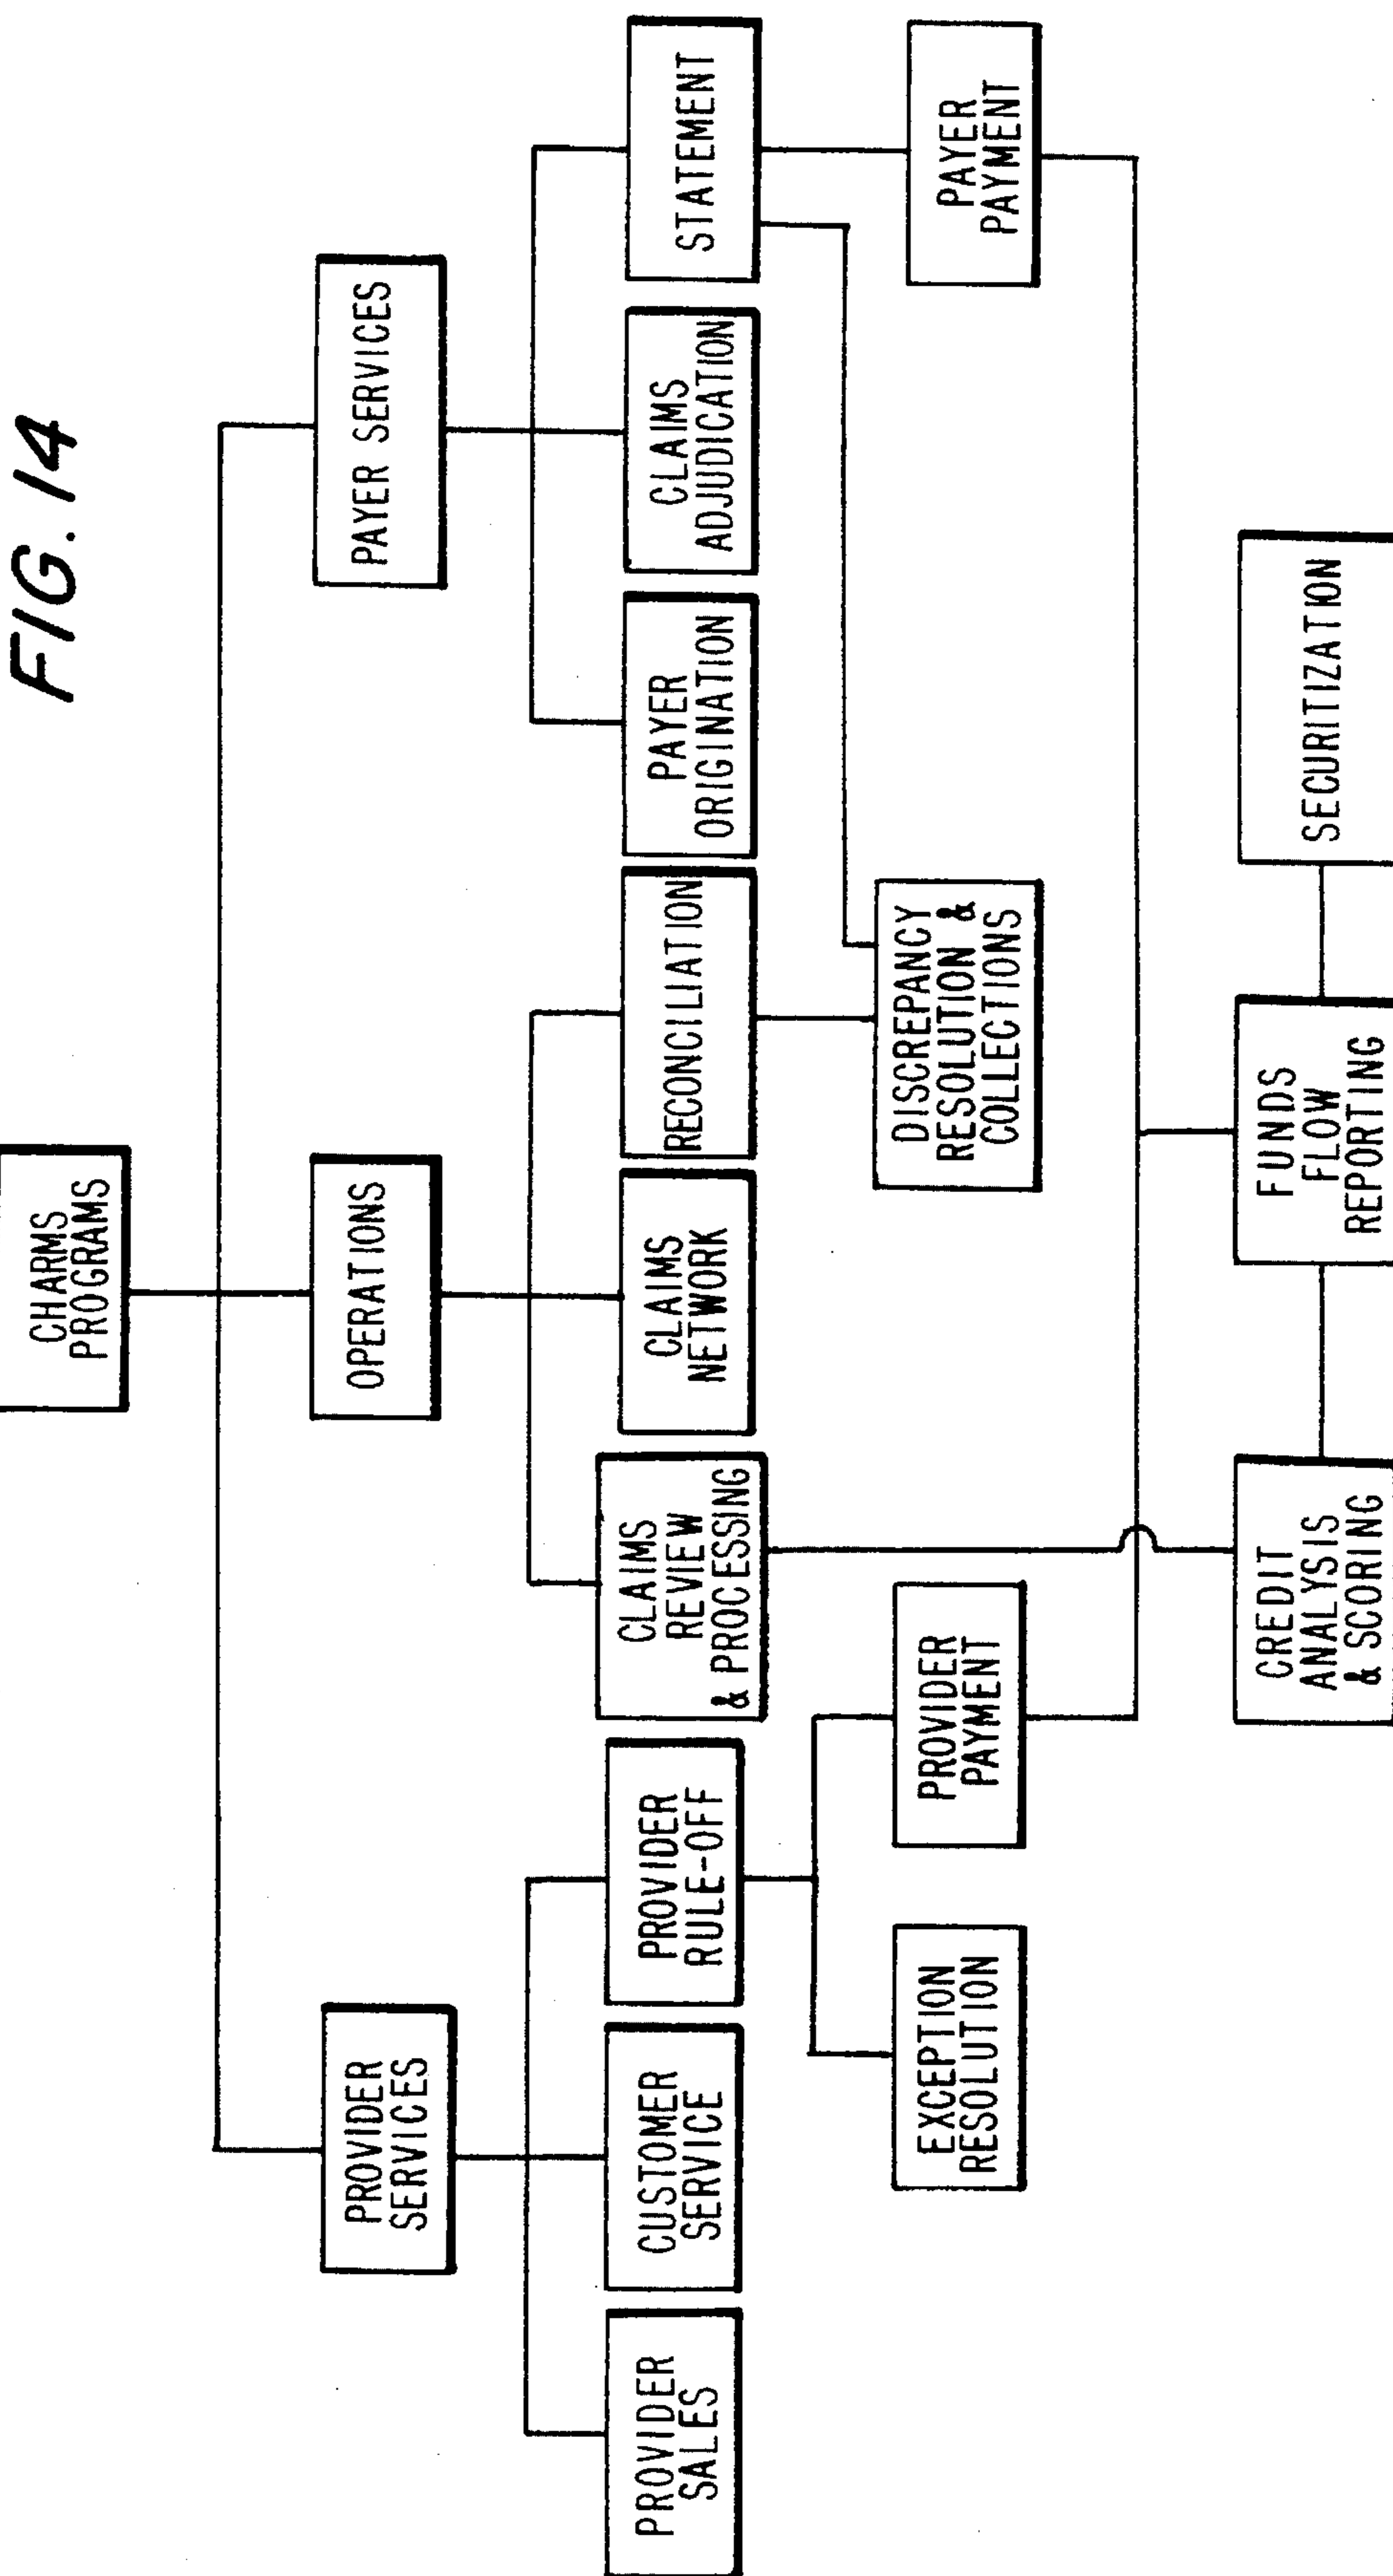 FIG. 14
CHARMS
PROGRAMS
PROVIDER
SERVICES
OPERATIONS
PAYER SERVICES
PROVIDER
SALES
CUSTOMER
SERVICE
PROVIDER
RULE-OFF
CLAIMS
REVIEW
& PROCESSING
CLAIMS
NETWORK
RECONCILIATION
PAYER
ORIGINATION
CLAIMS
ADJUDICATION
STATEMENT
EXCEPTION
RESOLUTION
PROVIDER
PAYMENT
DISCREPANCY
RESOLUTION &
COLLECTIONS
PAYER
PAYMENT
CREDIT
ANALYSIS
& SCORING
FUNDS
FLOW
REPORTING
SECURITIZATION